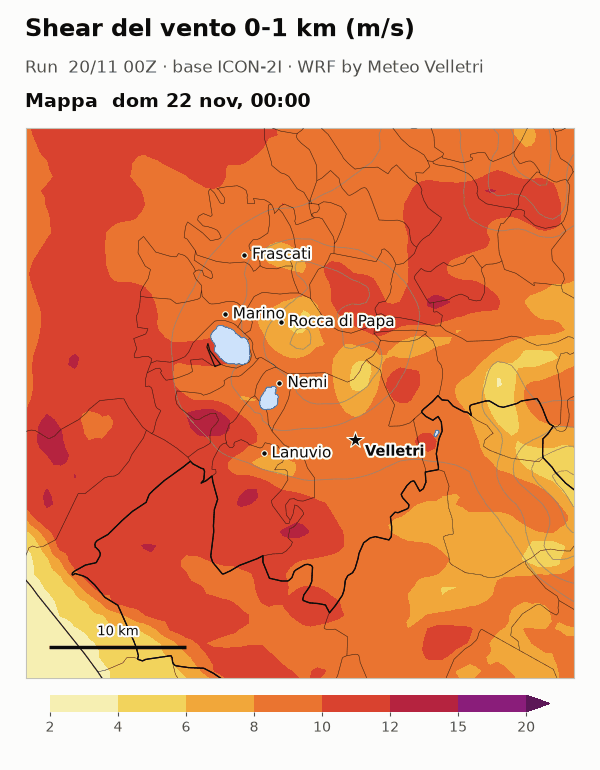 Shear del vento 0-1 km (m/s)
Run 20/11 00Z · base ICON-2I · WRF by Meteo Velletri
Mappa dom 22 nov, 00:00
Frascati
Marino
Rocca di Papa
Nemi
Velletri
Lanuvio
10 km
2 4 6 8 10 12 15 20